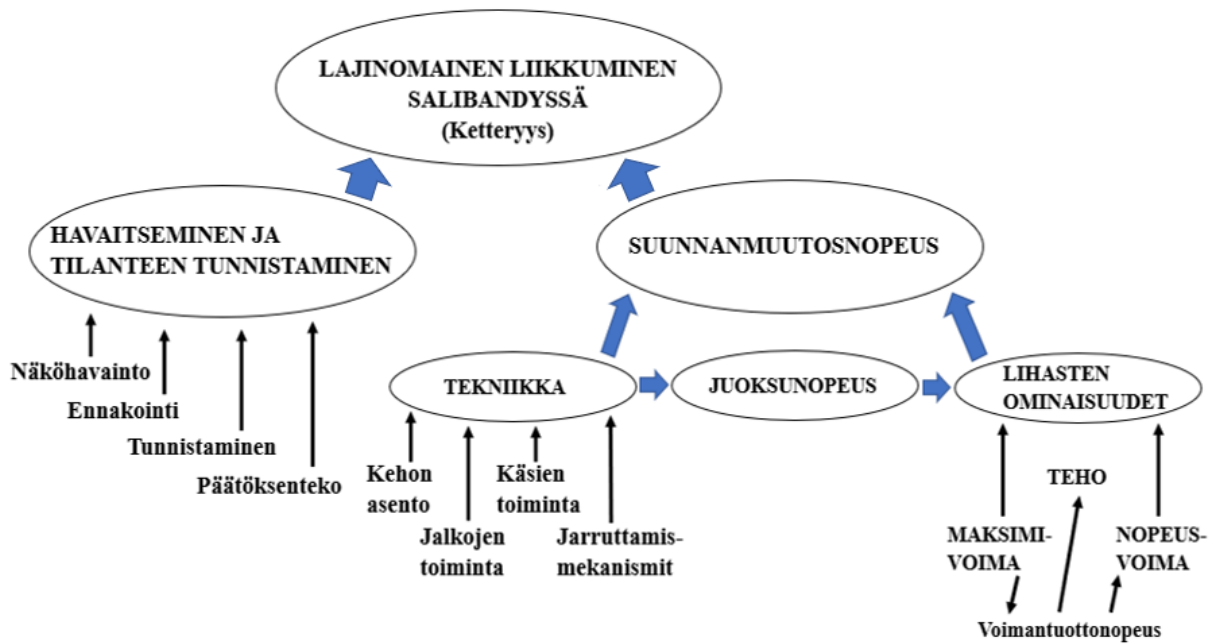 LAJINOMAINEN LIIKKUMINEN
SALIBANDYSSÄ
(Ketteryys)
HAVAITSEMINEN JA
TILANTEEN TUNNISTAMINEN
SUUNNANMUUTOSNOPEUS
Näköhavainto
Ennakointi
Tunnistaminen
Päätöksenteko
TEKNIIKKA
JUOKSUNOPEUS
LIHASTEN
OMINAISUUDET
Kehon
asento
Jalkojen
toiminta
Käsien
toiminta
Jarruttamis-
mekanismit
TEHO
MAKSIMI-
VOIMA
NOPEUS-
VOIMA
Voimantuottonopeus